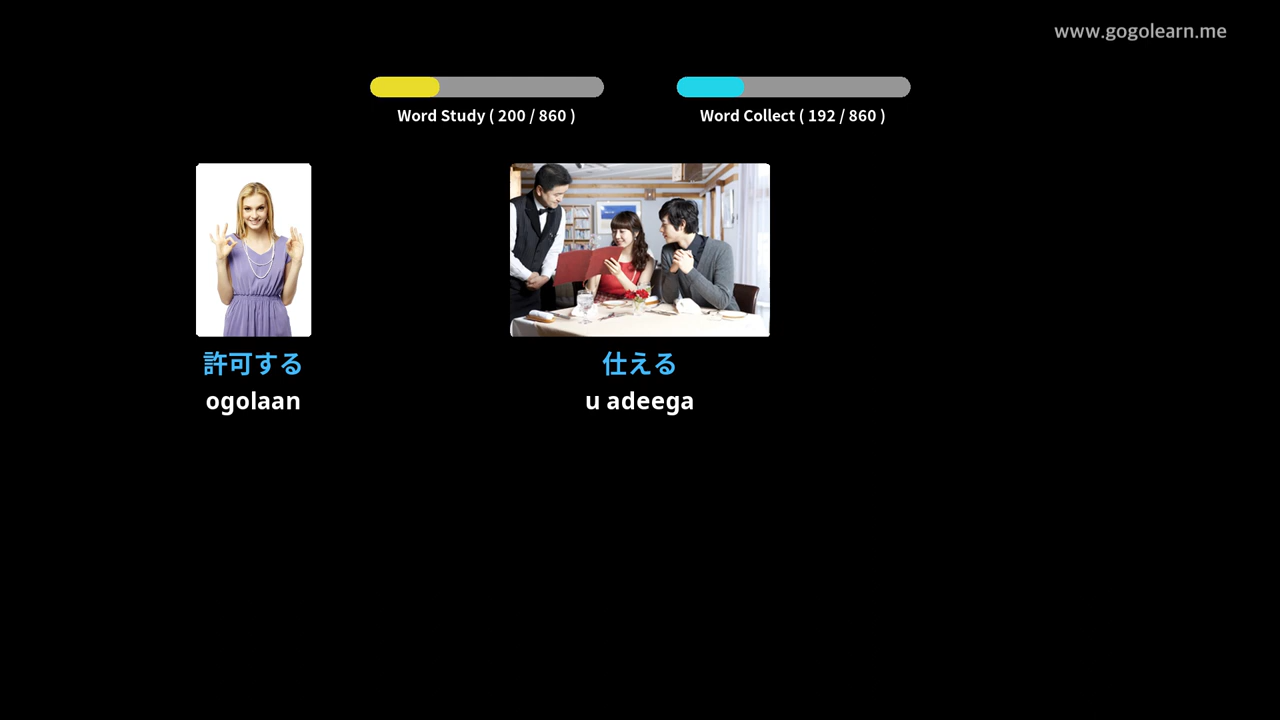 www.gogolearn.me
Word Study ( 200 / 860 )
Word Collect ( 192 / 860 )
許可する
ogolaan
仕える
u adeega